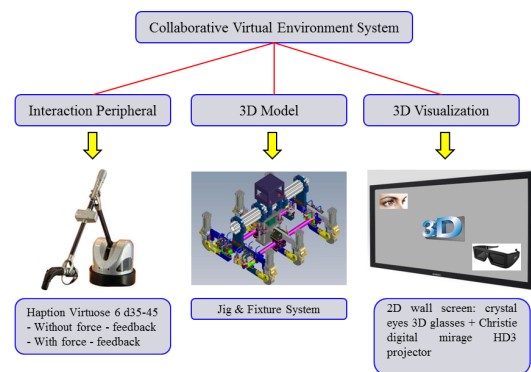 Collaborative Virtual Environment System
Interaction Peripheral
3D Model
3D Visualization
3D
Haption Virtuose 6 d35-45
- Without force - feedback
- With force - feedback
Jig & Fixture System
2D wall screen: crystal
eyes 3D glasses + Christie
digital mirage HD3
projector